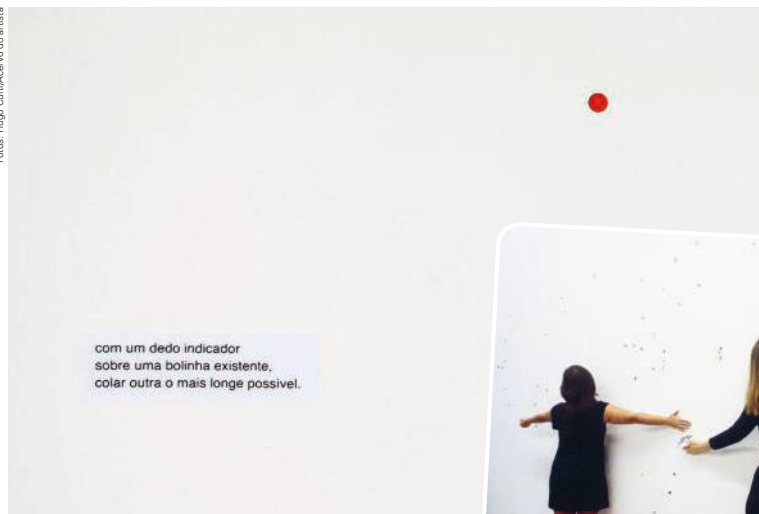 com um dedo indicador
sobre uma bolinha existente,
colar outra o mais longe possível.